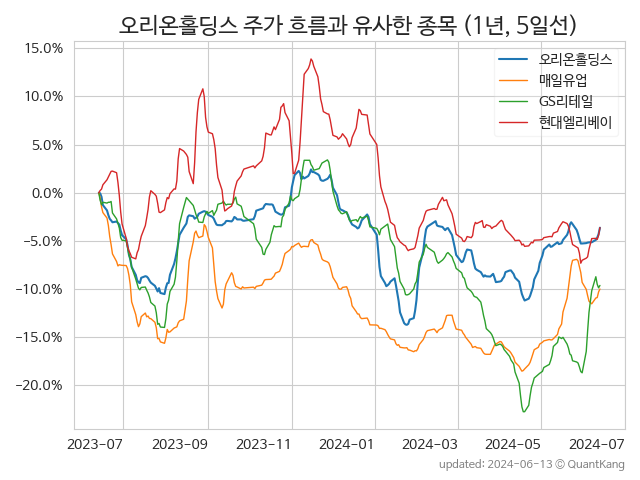 오리온홀딩스 주가 흐름과 유사한 종목 (1년, 5일선)
15.0%
10.0%
5.0%
0.0%
−5.0%
−10.0%
−15.0%
−20.0%
오리온홀딩스
매일유업
GS리테일
현대엘리베이
2023-07 2023-09 2023-11 2024-01 2024-03 2024-05 2024-07
updated: 2024-06-13 © QuantKang